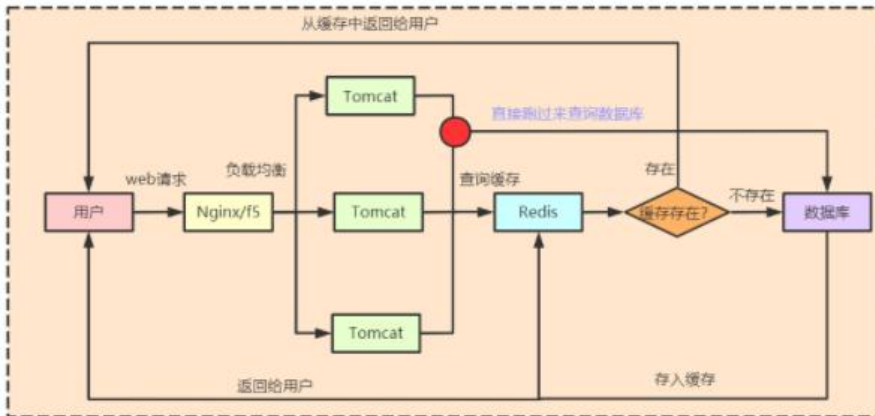 从缓存中返回给用户
Tomcat
直接跑过来查询数据库
web请求
负载均衡
查询缓存
存在
用户
Nginx/f5
Tomcat
Redis
缓存存在？
不存在
数据库
Tomcat
返回给用户
存入缓存